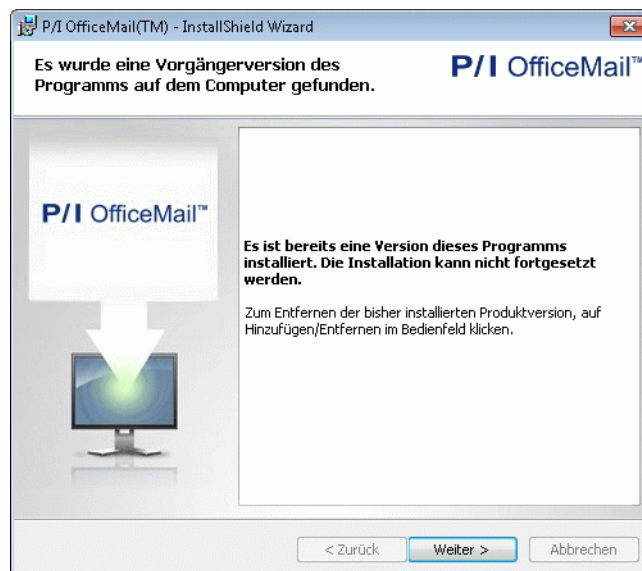 P/I OfficeMail(TM) - InstallShield Wizard
Es wurde eine Vorgängerversion des
Programms auf dem Computer gefunden.
P/I OfficeMail™
P/I OfficeMail™
Es ist bereits eine Version dieses Programms
installiert. Die Installation kann nicht fortgesetzt
werden.
Zum Entfernen der bisher installierten Produktversion, auf
Hinzufügen/Entfernen im Bedienfeld klicken.
< Zurück
Weiter >
Abbrechen